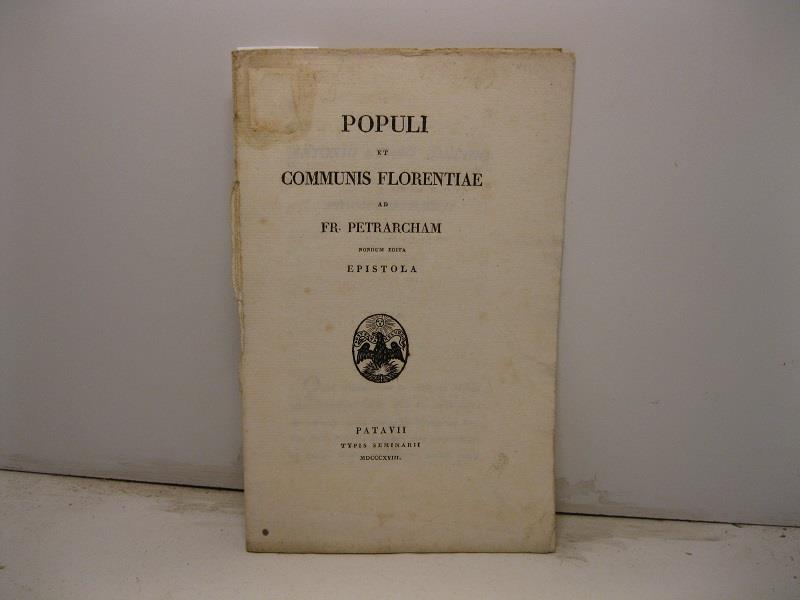 POPULI
ET
COMMUNIS FLORENTIAE
AD
FR. PETRARCHAM
NONDUM EDITA
EPISTOLA
PATAVII
TYPIS SEMINARII
MDCCCXVIII.